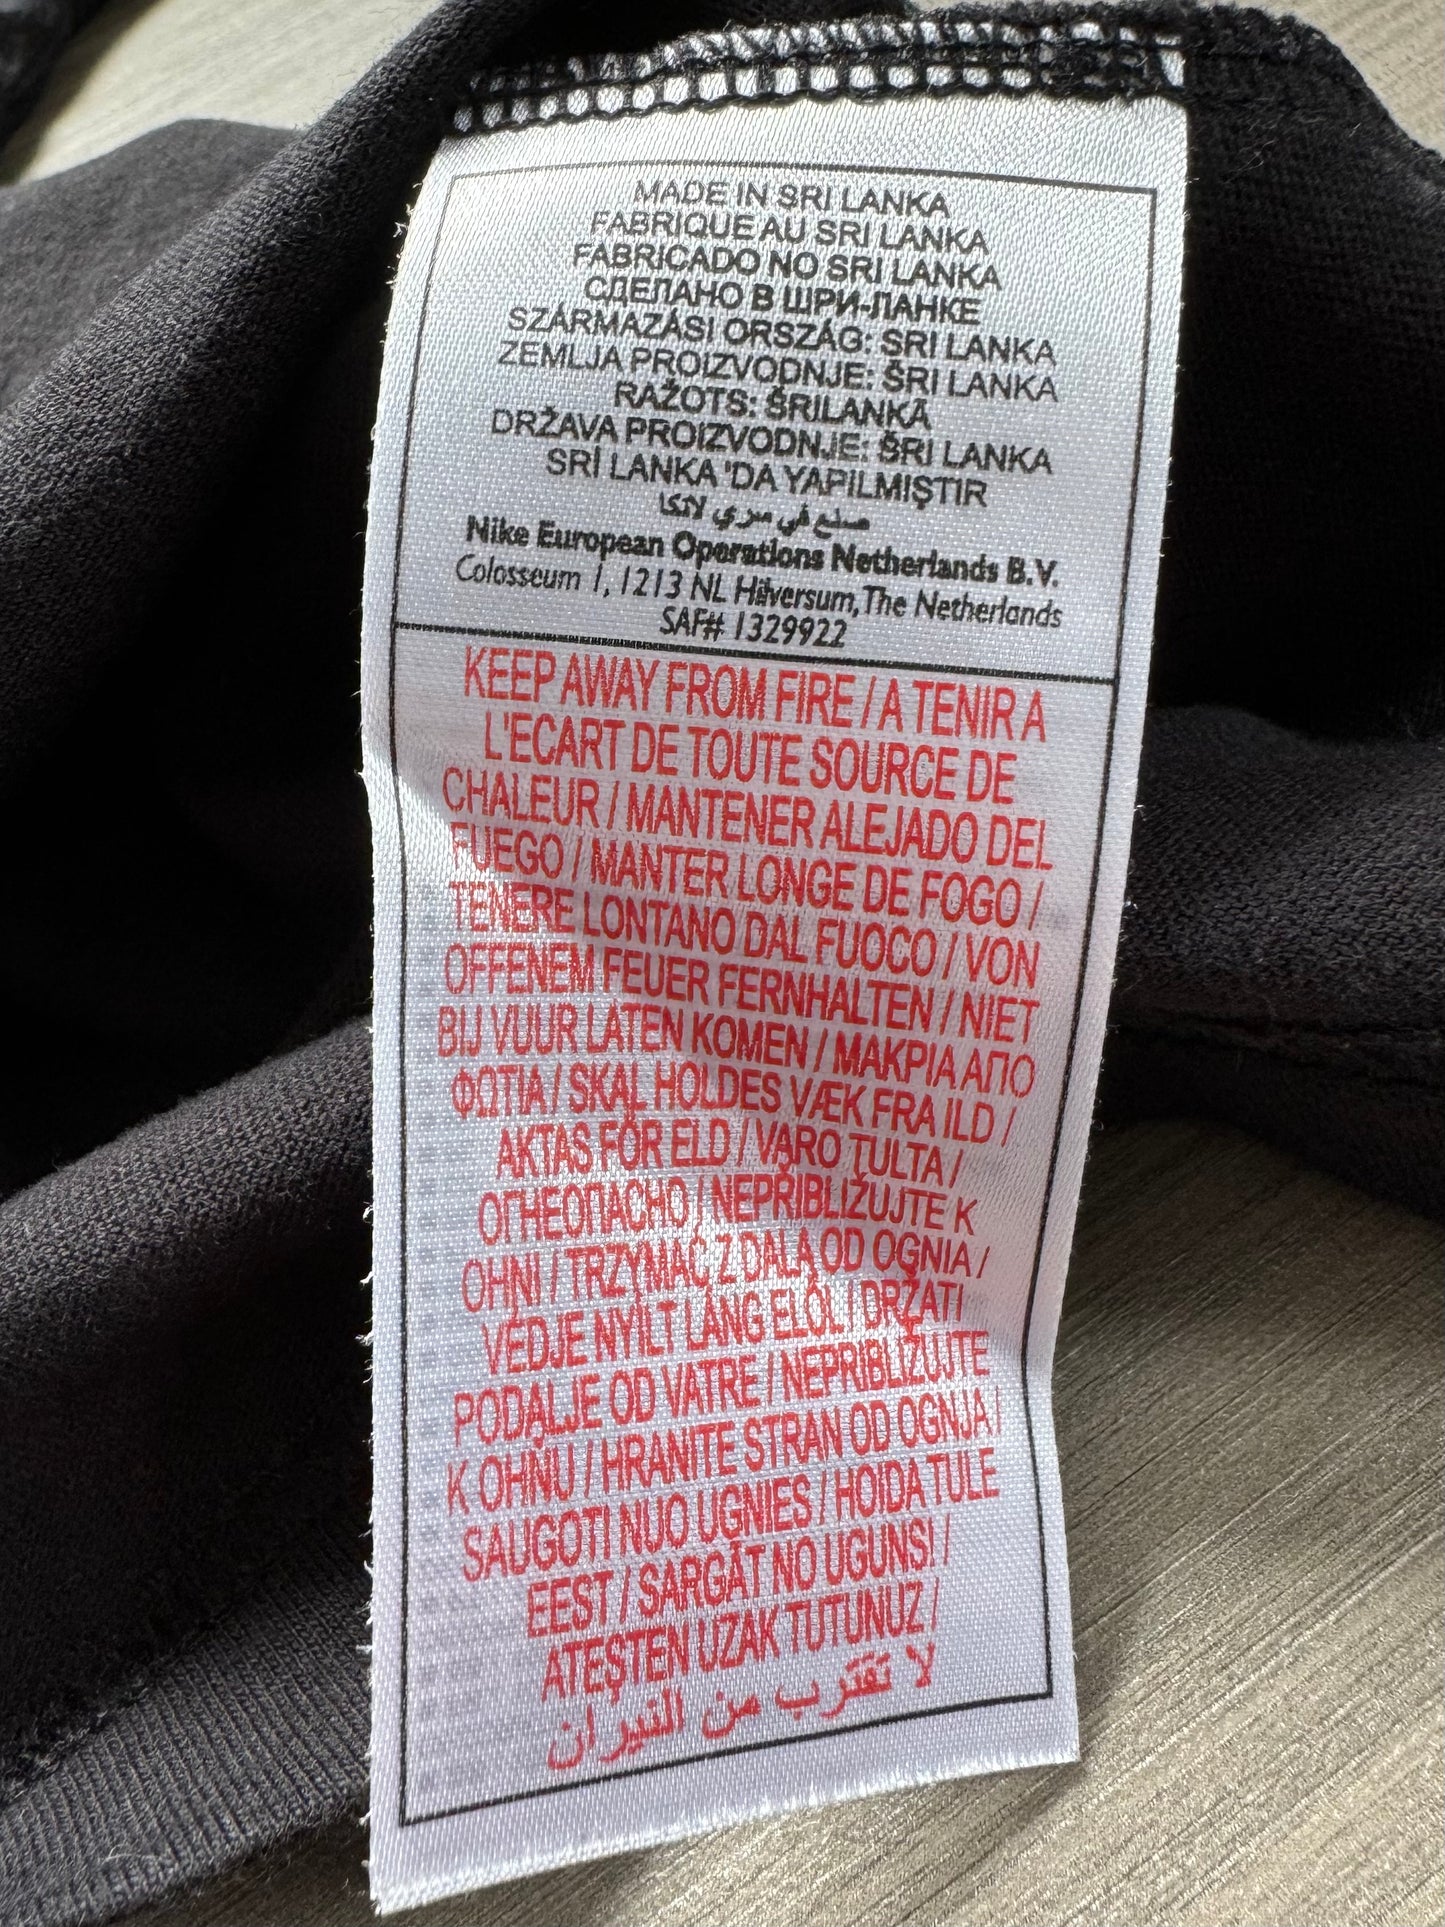 MADE IN SRI LANKA
FABRIQUE AU SRI LANKA
FABRICADO NO SRI LANKA
СДЕЛАНО В ШРИ-ЛАНКЕ
SZÁRMAZÁSI ORSZÁG: SRI LANKA
ZEMLJA PROIZVODNJE: ŠRI LANKA
RAŽOTS: ŠRILANKĀ
DRŽAVA PROIZVODNJE: ŠRI LANKA
SRİ LANKA 'DA YAPILMIŞTIR
صنع في سري لانكا
Nike European Operations Netherlands B.V.
Colosseum 1, 1213 NL Hilversum, The Netherlands
SAF# 1329922
KEEP AWAY FROM FIRE / A TENIR A
L'ECART DE TOUTE SOURCE DE
CHALEUR / MANTENER ALEJADO DEL
FUEGO / MANTER LONGE DE FOGO /
TENERE LONTANO DAL FUOCO / VON
OFFENEM FEUER FERNHALTEN / NIET
BIJ VUUR LATEN KOMEN / ΜΑΚΡΙΑ ΑΠΟ
ΦΩΤΙΑ / SKAL HOLDES VÆK FRA ILD /
AKTAS FÖR ELD / VARO TULTA /
ОГНЕОПАСНО / NEPŘIBLIŽUJTE K
OHNI / TRZYMAĆ Z DALA OD OGNIA /
VÉDJE NYÍLT LÁNG ELŐL / DRŽATI
PODALJE OD VATRE / NEPRIBLIŽUJTE
K OHŇU / HRANITE STRAN OD OGNJA /
SAUGOTI NUO UGNIES / HOIDA TULE
EEST / SARGĀT NO UGUNS! /
ATEŞTEN UZAK TUTUNUZ /
لا تقترب من النيران